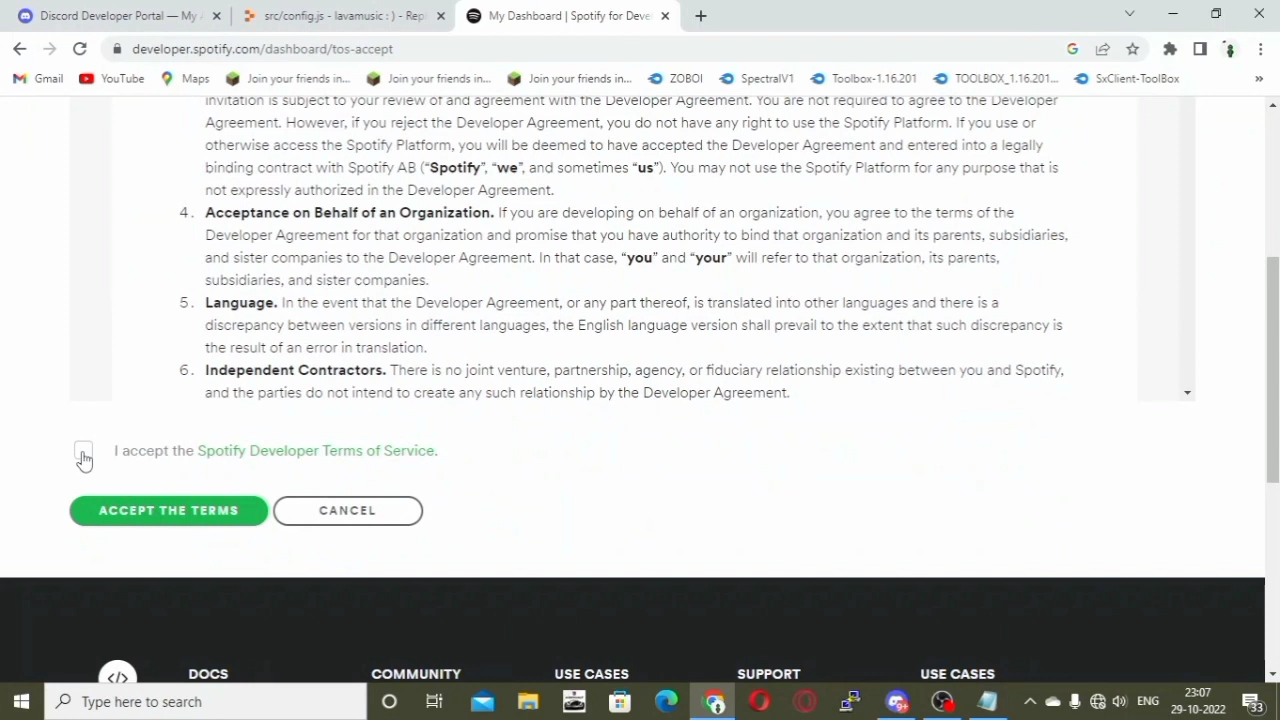 Discord Developer Portal — My A
src/config.js - lavamusic : ) - Repl
My Dashboard | Spotify for Deve
developer.spotify.com/dashboard/tos-accept
Gmail
YouTube
Maps
Join your friends in...
Join your friends in...
Join your friends in...
ZOBOI
SpectralV1
Toolbox-1.16.201
TOOLBOX_1.16.201...
SxClient-ToolBox
»
invitation is subject to your review of and agreement with the Developer Agreement. You are not required to agree to the Developer
Agreement. However, if you reject the Developer Agreement, you do not have any right to use the Spotify Platform. If you use or
otherwise access the Spotify Platform, you will be deemed to have accepted the Developer Agreement and entered into a legally
binding contract with Spotify AB (“Spotify”, “we”, and sometimes “us”). You may not use the Spotify Platform for any purpose that is
not expressly authorized in the Developer Agreement.
4. Acceptance on Behalf of an Organization. If you are developing on behalf of an organization, you agree to the terms of the
Developer Agreement for that organization and promise that you have authority to bind that organization and its parents, subsidiaries,
and sister companies to the Developer Agreement. In that case, “you” and “your” will refer to that organization, its parents,
subsidiaries, and sister companies.
5. Language. In the event that the Developer Agreement, or any part thereof, is translated into other languages and there is a
discrepancy between versions in different languages, the English language version shall prevail to the extent that such discrepancy is
the result of an error in translation.
6. Independent Contractors. There is no joint venture, partnership, agency, or fiduciary relationship existing between you and Spotify,
and the parties do not intend to create any such relationship by the Developer Agreement.
I accept the Spotify Developer Terms of Service.
ACCEPT THE TERMS
CANCEL
</>
DOCS
COMMUNITY
USE CASES
SUPPORT
USE CASES
Type here to search
ENG
23:07
29-10-2022
33